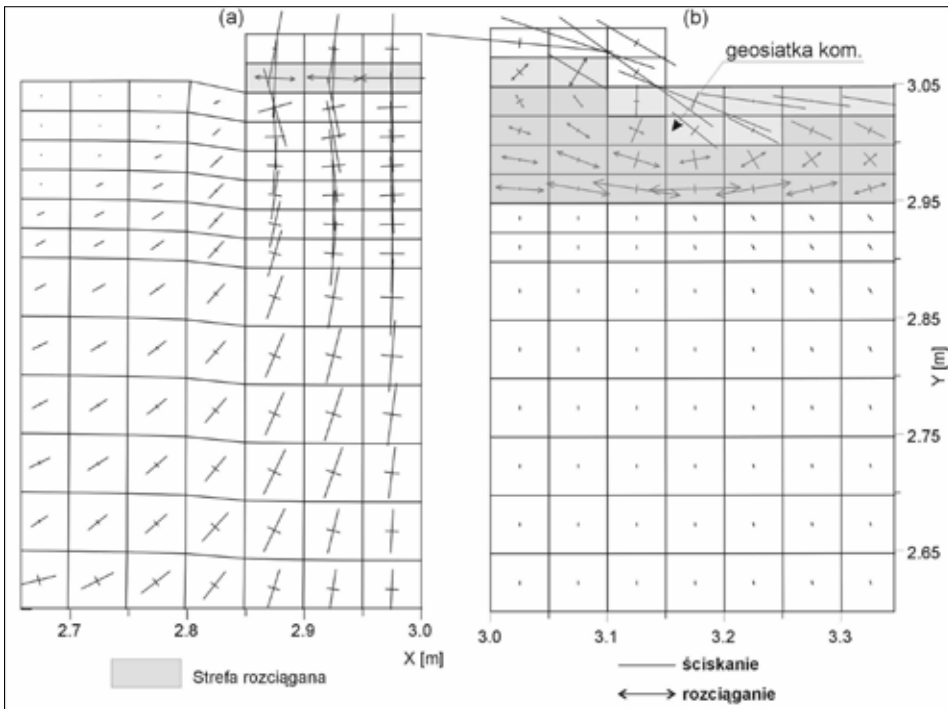 (a)
(b)
geosiatka kom.
3.05
2.95
2.85
Y [m]
2.75
2.65
2.7
2.8
2.9
3.0
3.0
3.1
3.2
3.3
X [m]
Strefa rozciągana
ściskanie
rozciąganie